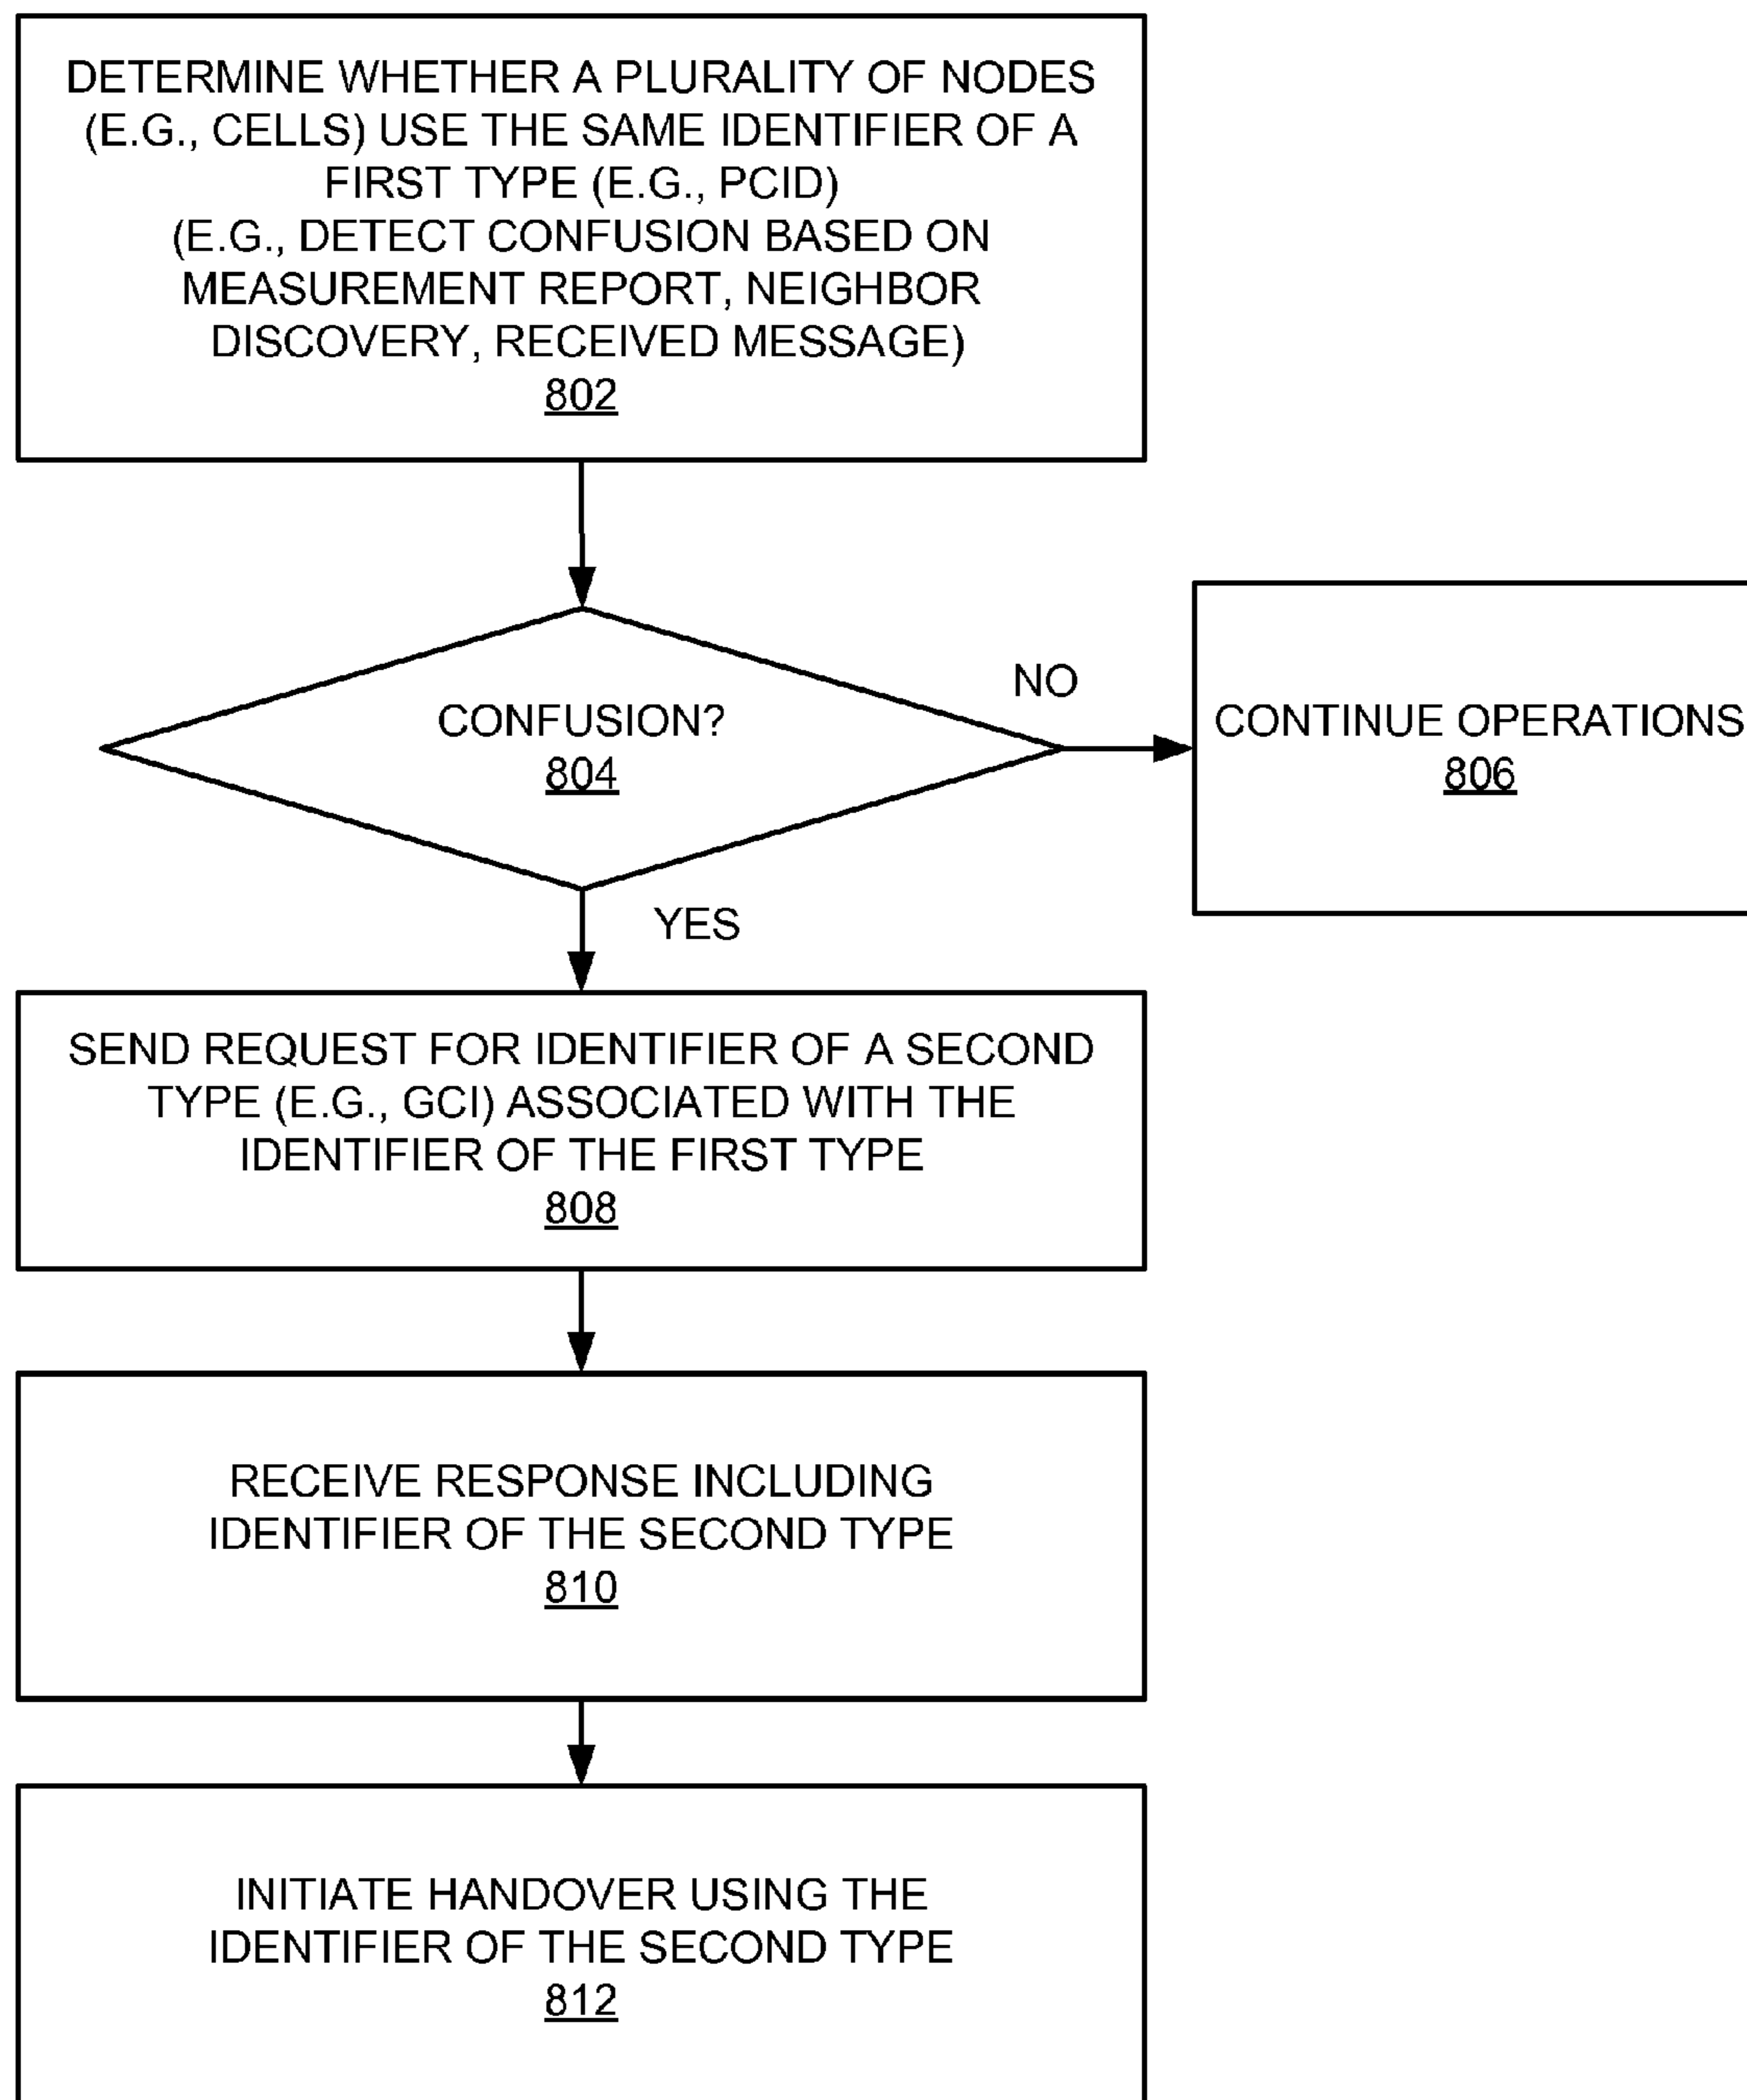 DETERMINE WHETHER A PLURALITY OF NODES
(E.G., CELLS) USE THE SAME IDENTIFIER OF A
FIRST TYPE (E.G., PCID)
(E.G., DETECT CONFUSION BASED ON
MEASUREMENT REPORT, NEIGHBOR
DISCOVERY, RECEIVED MESSAGE)
802
CONFUSION?
804
NO
CONTINUE OPERATIONS
806
YES
SEND REQUEST FOR IDENTIFIER OF A SECOND
TYPE (E.G., GCI) ASSOCIATED WITH THE
IDENTIFIER OF THE FIRST TYPE
808
RECEIVE RESPONSE INCLUDING
IDENTIFIER OF THE SECOND TYPE
810
INITIATE HANDOVER USING THE
IDENTIFIER OF THE SECOND TYPE
812